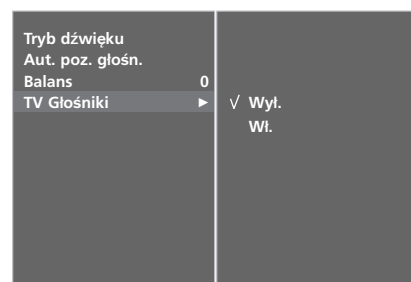 Tryb dźwięku
Aut. poz. głośn.
Balans 0
TV Głośniki ►
√ Wył.
Wł.